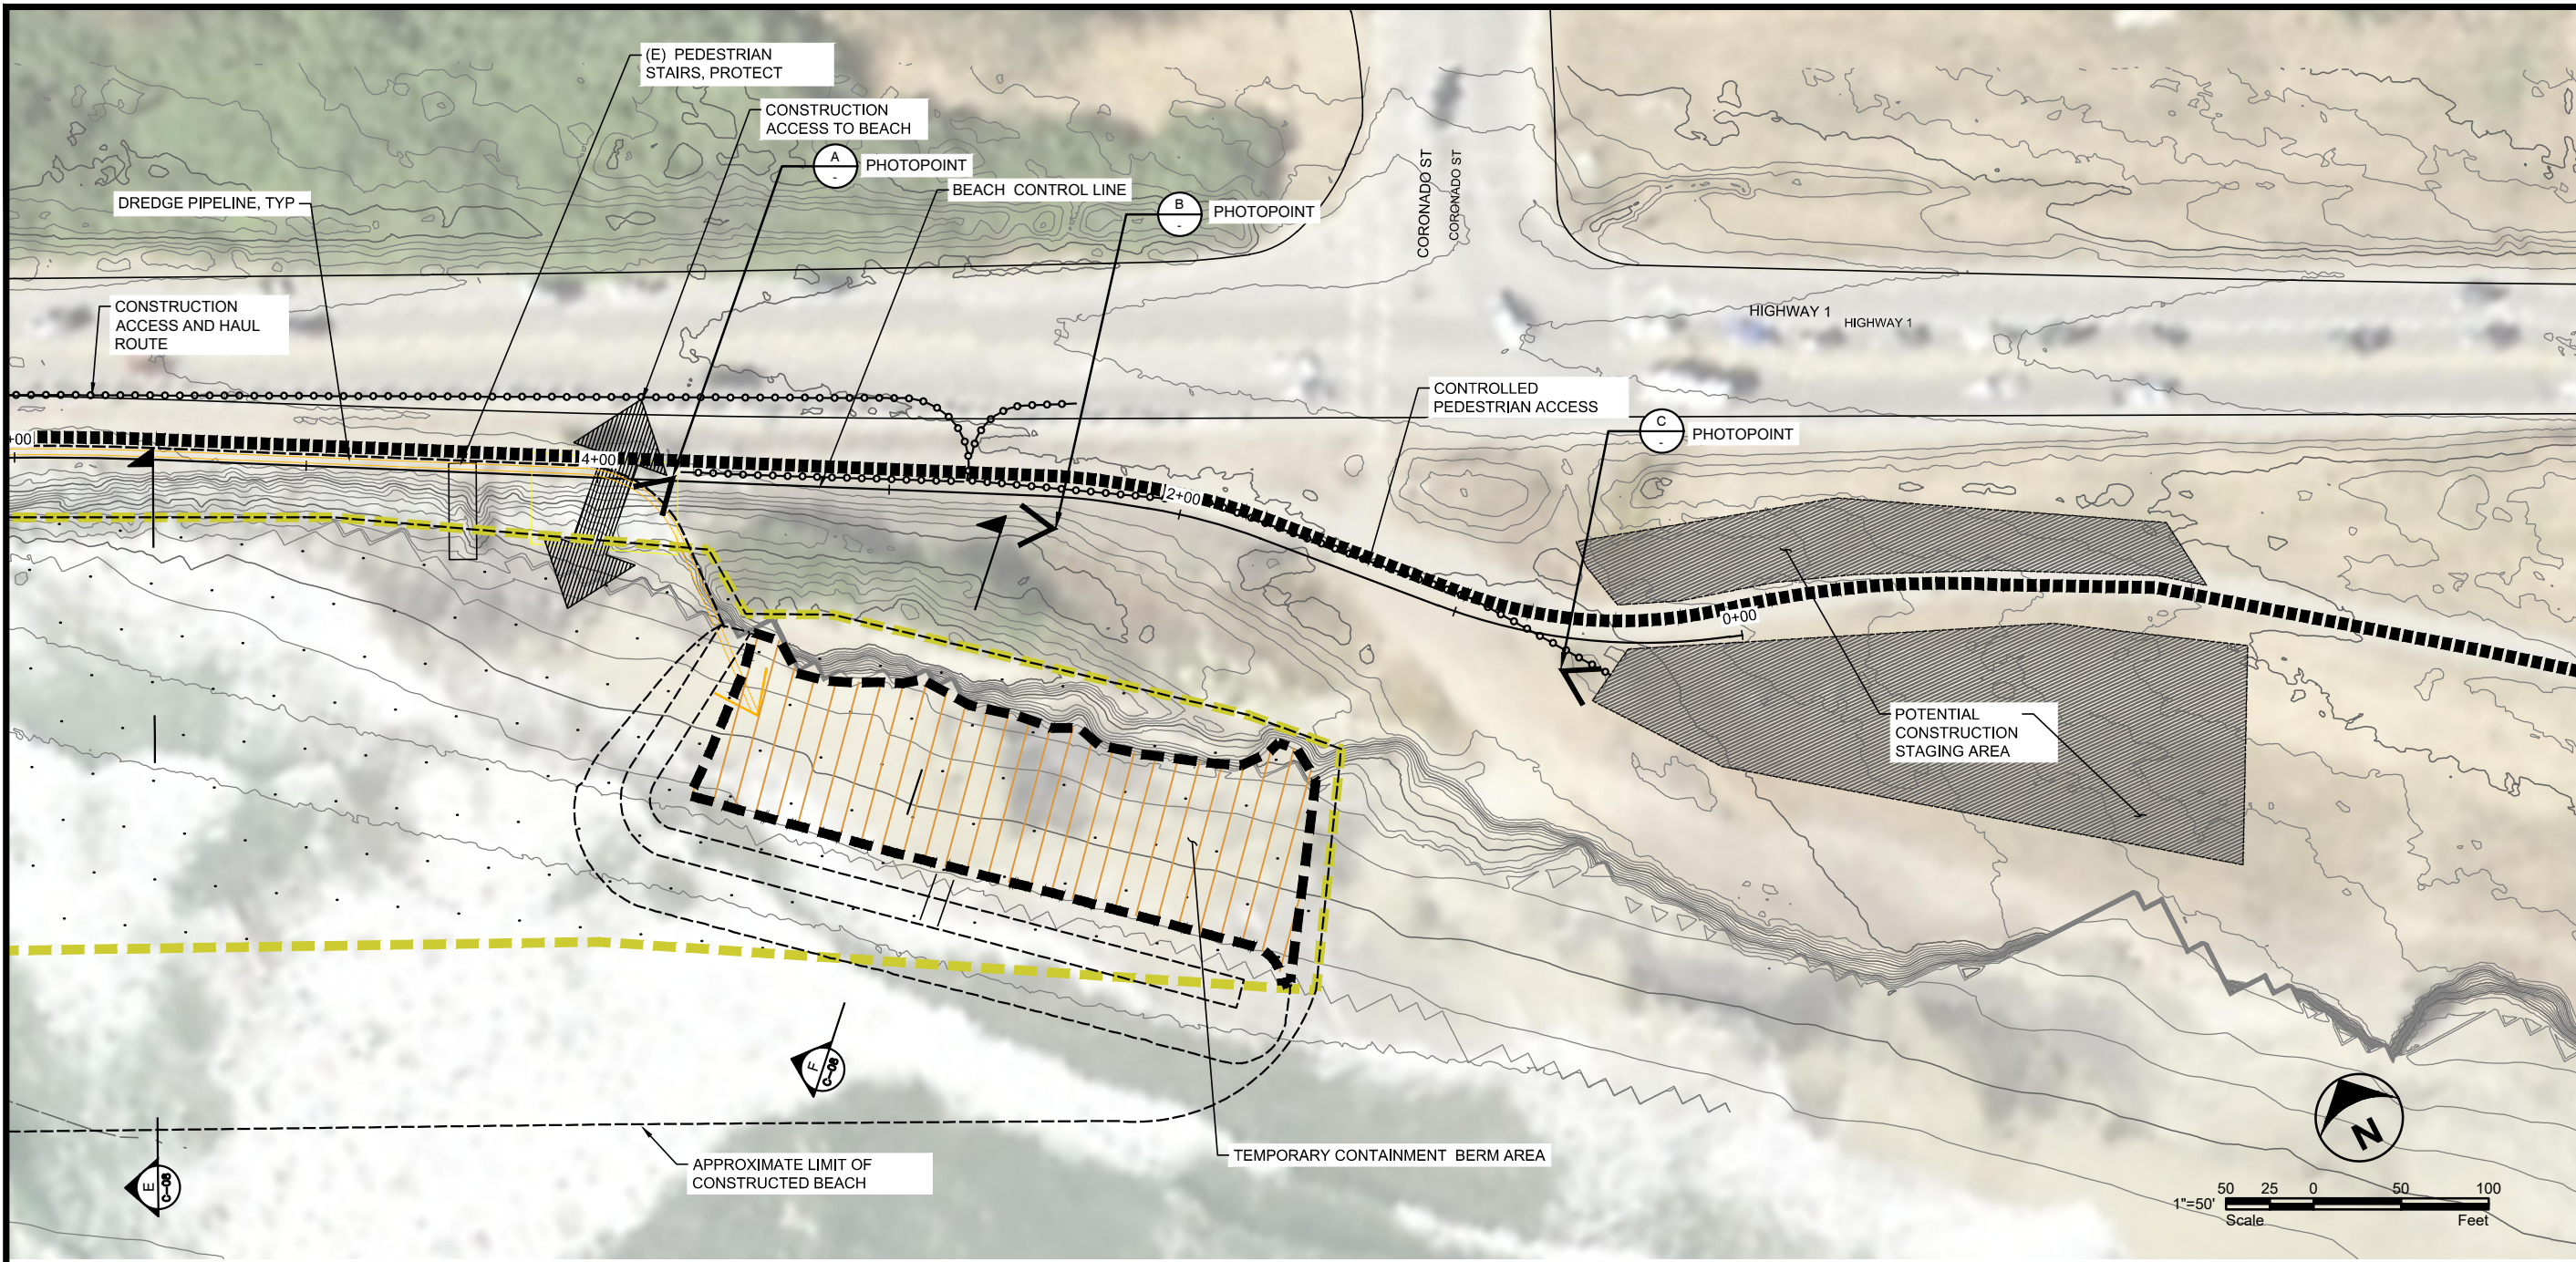 (E) PEDESTRIAN
STAIRS, PROTECT
CONSTRUCTION
ACCESS TO BEACH
A
-
PHOTOPOINT
BEACH CONTROL LINE
DREDGE PIPELINE, TYP
B
-
PHOTOPOINT
CORONADO ST
CORONADO ST
CONSTRUCTION
ACCESS AND HAUL
ROUTE
HIGHWAY 1
HIGHWAY 1
CONTROLLED
PEDESTRIAN ACCESS
C
-
PHOTOPOINT
+00
4+00
2+00
0+00
POTENTIAL
CONSTRUCTION
STAGING AREA
F
C-08
E
C-08
APPROXIMATE LIMIT OF
CONSTRUCTED BEACH
TEMPORARY CONTAINMENT BERM AREA
N
50 25 0 50 100
1"=50'
Scale Feet